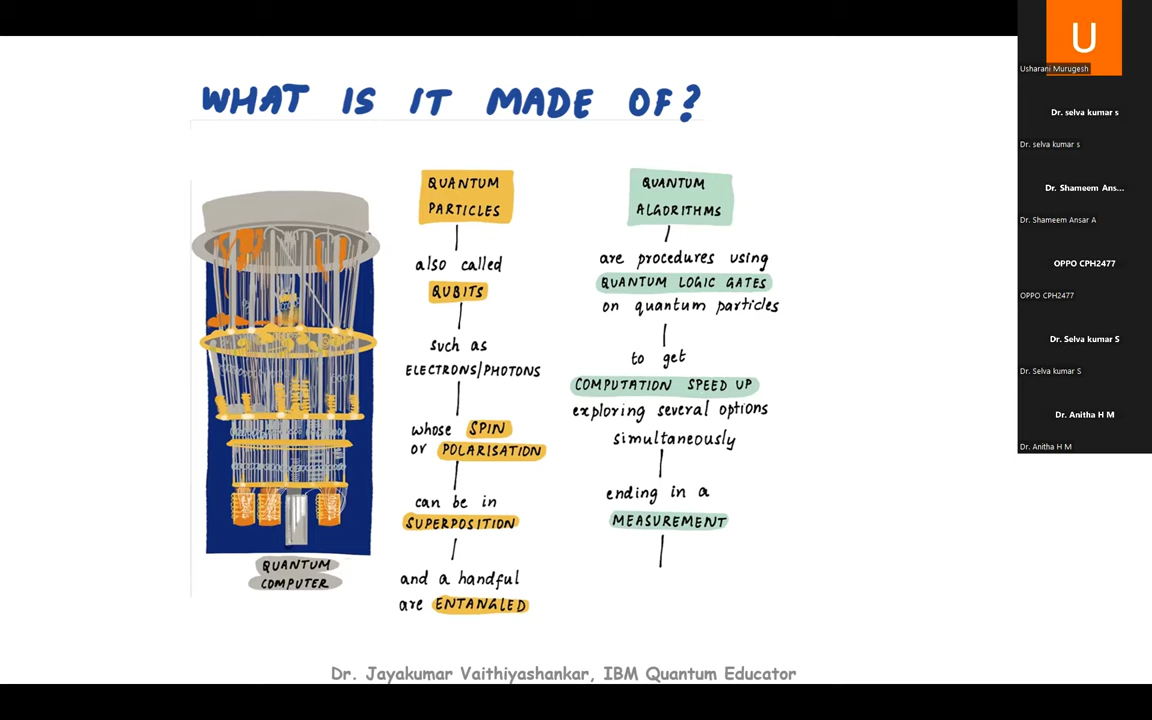 WHAT IS IT MADE OF?
QUANTUM
PARTICLES
also called
QUBITS
such as
ELECTRONS/PHOTONS
whose SPIN
or POLARISATION
can be in
SUPERPOSITION
and a handful
are ENTANGLED
QUANTUM
ALGORITHMS
are procedures using
QUANTUM LOGIC GATES
on quantum particles
to get
COMPUTATION SPEED UP
exploring several options
simultaneously
ending in a
MEASUREMENT
QUANTUM
COMPUTER
Dr. Jayakumar Vaithiyashankar, IBM Quantum Educator
U
Usharani Murugesh
Dr. selva kumar s
Dr. selva kumar s
Dr. Shameem Ans...
Dr. Shameem Ansar A
OPPO CPH2477
OPPO CPH2477
Dr. Selva kumar S
Dr. Selva kumar S
Dr. Anitha H M
Dr. Anitha H M